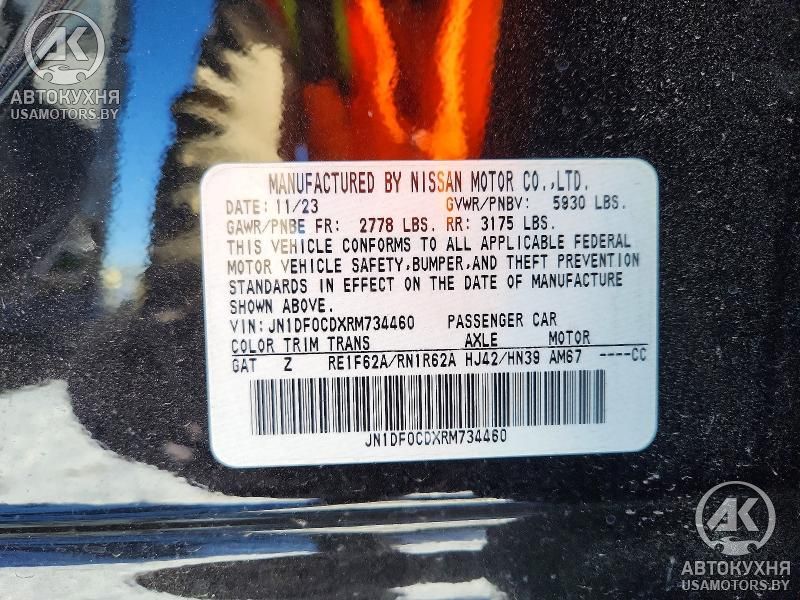 AK
АВТОКУХНЯ
USAMOTORS.BY
MANUFACTURED BY NISSAN MOTOR CO.,LTD.
DATE: 11/23 GVWR/PNBV: 5930 LBS.
GAWR/PNBE FR: 2778 LBS. RR: 3175 LBS.
THIS VEHICLE CONFORMS TO ALL APPLICABLE FEDERAL
MOTOR VEHICLE SAFETY,BUMPER,AND THEFT PREVENTION
STANDARDS IN EFFECT ON THE DATE OF MANUFACTURE
SHOWN ABOVE.
VIN:JN1DF0CDXRM734460 PASSENGER CAR
COLOR TRIM TRANS AXLE MOTOR
GAT Z RE1F62A/RN1R62A HJ42/HN39 AM67 ----CC
JN1DF0CDXRM734460
AK
АВТОКУХНЯ
USAMOTORS.BY